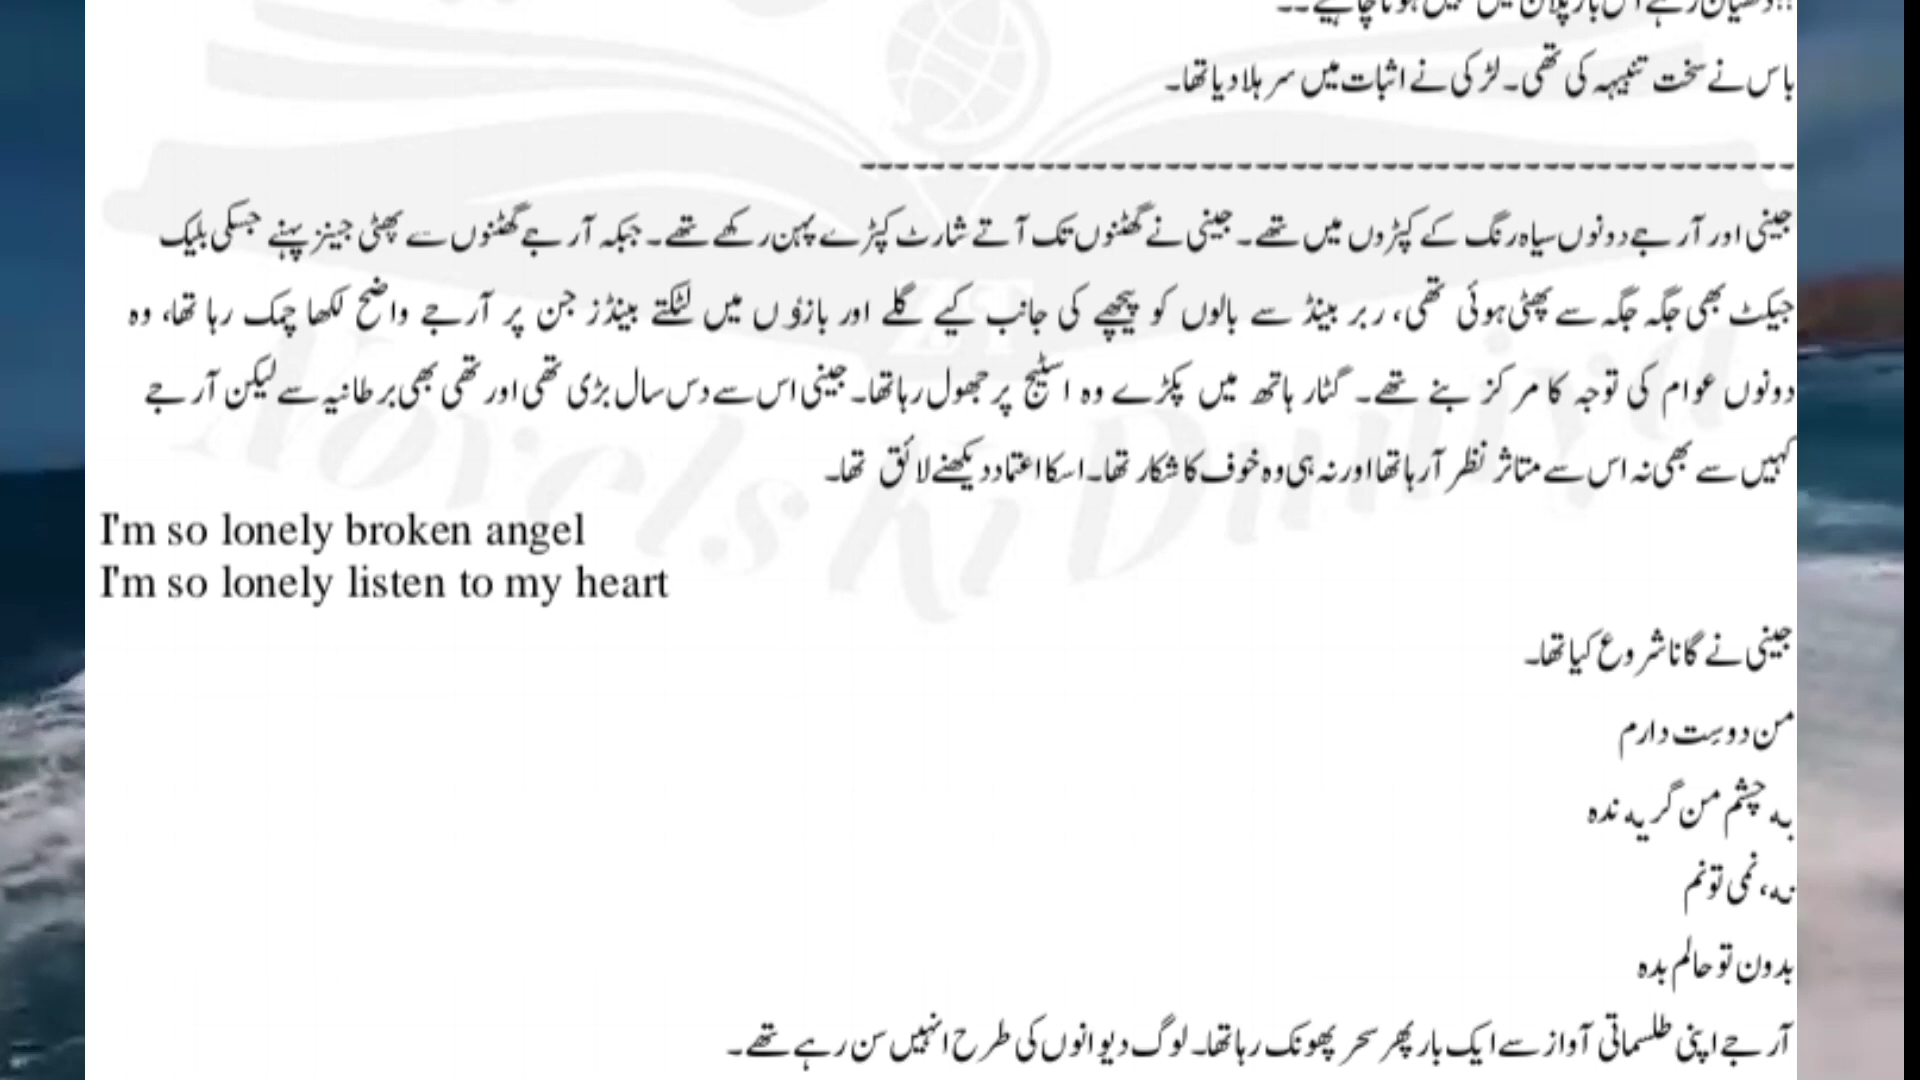 باس نے سخت تنبیہہ کی تھی۔ لڑکی نے اثبات میں سر ہلا دیا تھا۔
جینی اور آر جے دونوں سیاہ رنگ کے کپڑوں میں تھے۔ جینی نے گھٹنوں تک آتے شارٹ کپڑے پہن رکھے تھے۔ جبکہ آر جے گھٹنوں سے پھٹی جینز پہنے جسکی بلیک
جیکٹ بھی جگہ جگہ سے پھٹی ہوئی تھی، ربر بینڈ سے بالوں کو پیچھے کی جانب کیے گلے اور بازؤں میں لٹکتے بینڈز جن پر آر جے واضح لکھا چمک رہا تھا، وہ
دونوں عوام کی توجہ کا مرکز بنے تھے۔ گٹار ہاتھ میں پکڑے وہ اسٹیج پر جھول رہا تھا۔ جینی اس سے دس سال بڑی تھی اور تھی بھی برطانیہ سے لیکن آر جے
کہیں سے بھی نہ اس سے متاثر نظر آ رہا تھا اور نہ ہی وہ خوف کا شکار تھا۔ اسکا اعتماد دیکھنے لائق تھا۔
I'm so lonely broken angel
I'm so lonely listen to my heart
جینی نے گانا شروع کیا تھا۔
من دوست دارم
به چشم من گریه نده
نه، نمی تونم
بدون تو حالم بده
آر جے اپنی طلسماتی آواز سے ایک بار پھر سحر پھونک رہا تھا۔ لوگ دیوانوں کی طرح انہیں سن رہے تھے۔
Novels Ki Duniya